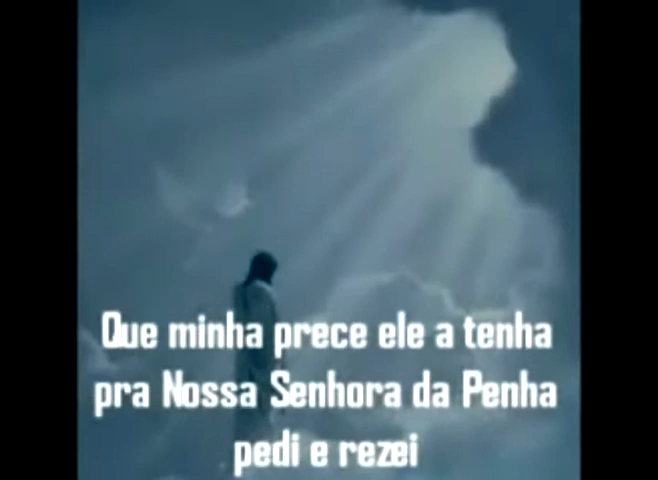 Que minha prece ele a tenha
pra Nossa Senhora da Penha
pedi e rezei